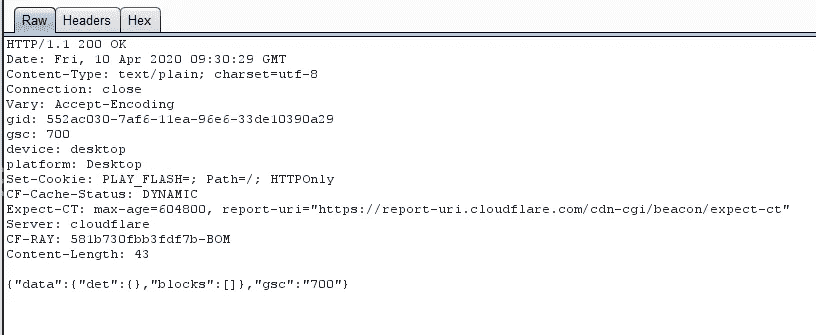 Raw Headers Hex
HTTP/1.1 200 OK
Date: Fri, 10 Apr 2020 09:30:29 GMT
Content-Type: text/plain; charset=utf-8
Connection: close
Vary: Accept-Encoding
gid: 552ac030-7af6-11ea-96e6-33de10390a29
gsc: 700
device: desktop
platform: Desktop
Set-Cookie: PLAY_FLASH=; Path=/; HTTPOnly
CF-Cache-Status: DYNAMIC
Expect-CT: max-age=604800, report-uri="https://report-uri.cloudflare.com/cdn-cgi/beacon/expect-ct"
Server: cloudflare
CF-RAY: 581b730fbb3fdf7b-BOM
Content-Length: 43
{"data":{"det":{},"blocks":[]},"gsc":"700"}